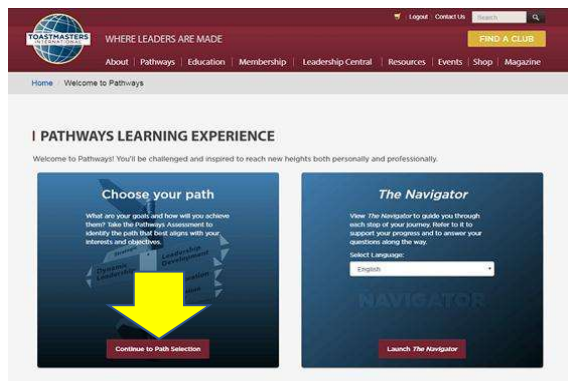 Logout Contact Us Search
TOASTMASTERS
INTERNATIONAL
WHERE LEADERS ARE MADE
FIND A CLUB
About Pathways Education Membership Leadership Central Resources Events Shop Magazine
Home / Welcome to Pathways
PATHWAYS LEARNING EXPERIENCE
Welcome to Pathways! You'll be challenged and inspired to reach new heights both personally and professionally.
Choose your path
What are your goals and how will you achieve
them? Take the Pathways Assessment to
identify the path that best aligns with your
interests and objectives.
Strategic
Leadership
Development
Dynamic
Leadership
Continue to Path Selection
The Navigator
View The Navigator to guide you through
each step of your journey. Refer to it to
support your progress and to answer your
questions along the way.
Select Language:
English
NAVIGATOR
Launch The Navigator